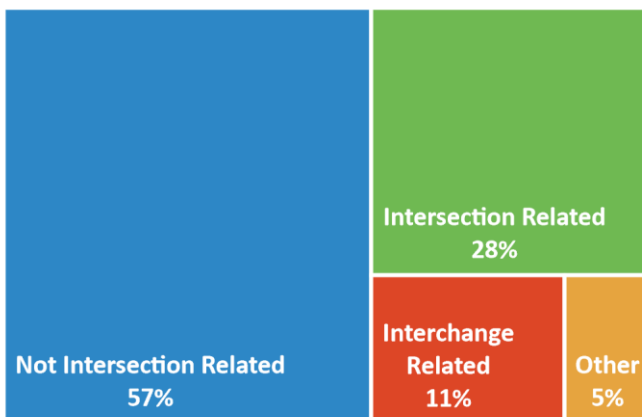 Intersection Related
28%
Not Intersection Related
57%
Interchange
Related
11%
Other
5%